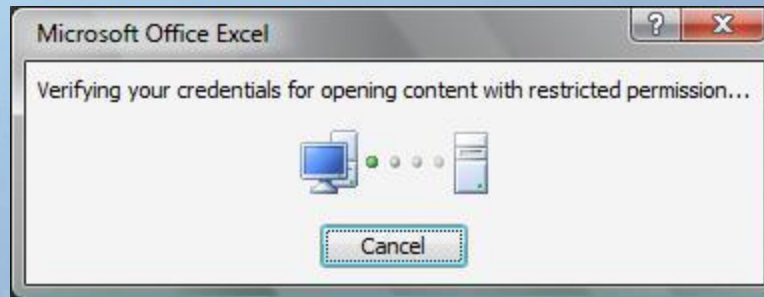 Microsoft Office Excel
?
X
Verifying your credentials for opening content with restricted permission...
Cancel